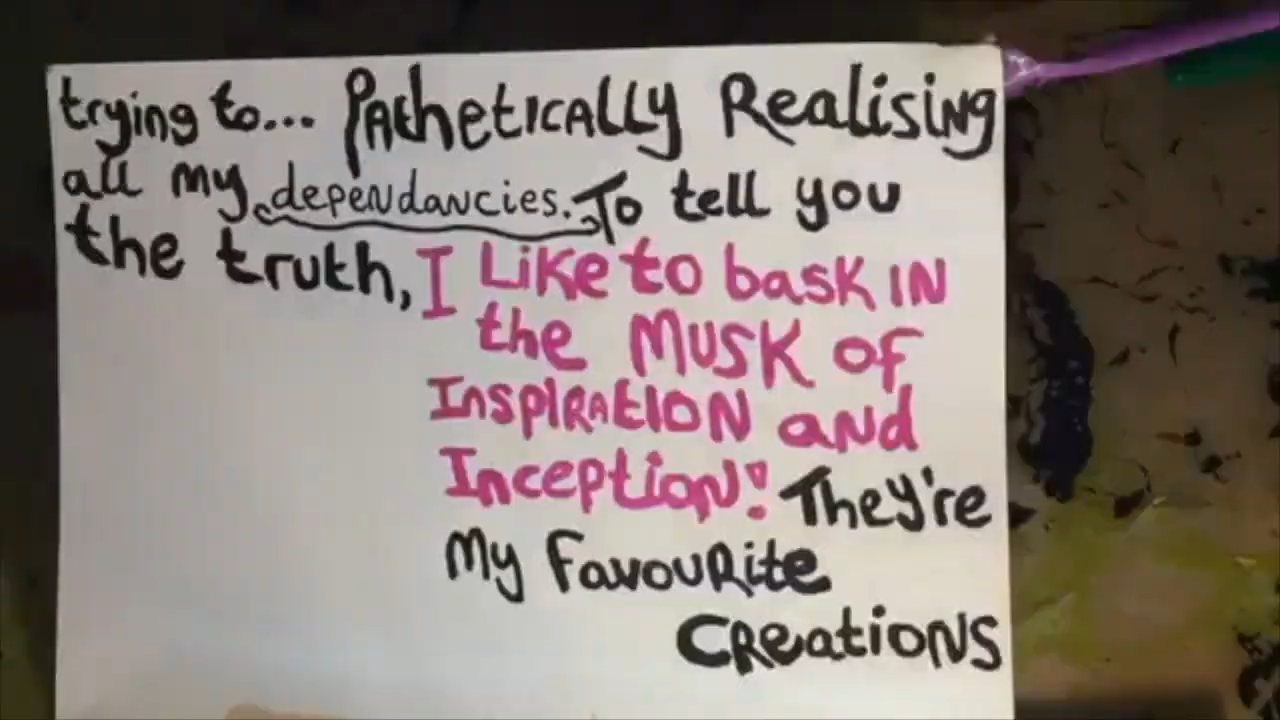 trying to... Pathetically Realising
all my dependancies. To tell you
the truth, I Like to bask IN
the Musk of
Inspiration and
Inception! They're
My Favourite
Creations